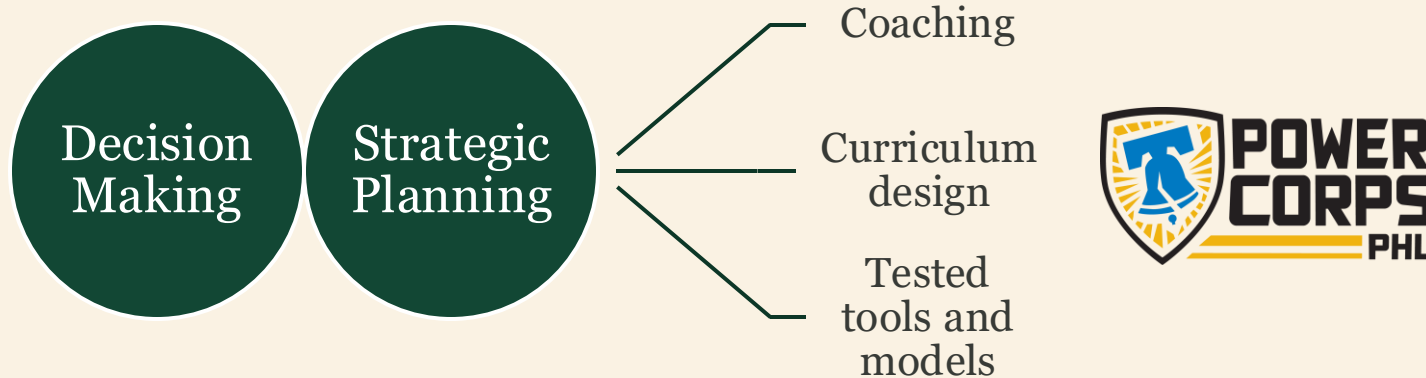 Decision
Making
Strategic
Planning
Coaching
Curriculum
design
Tested
tools and
models
POWER
CORPS
PHL